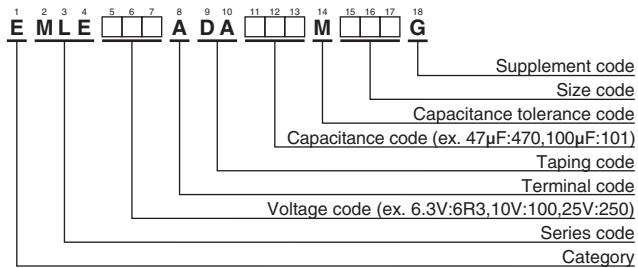 1 2 3 4 5 6 7 8 9 10 11 12 13 14 15 16 17 18
E M L E A D A M G
Supplement code
Size code
Capacitance tolerance code
Capacitance code (ex. 47µF:470,100µF:101)
Taping code
Terminal code
Voltage code (ex. 6.3V:6R3,10V:100,25V:250)
Series code
Category